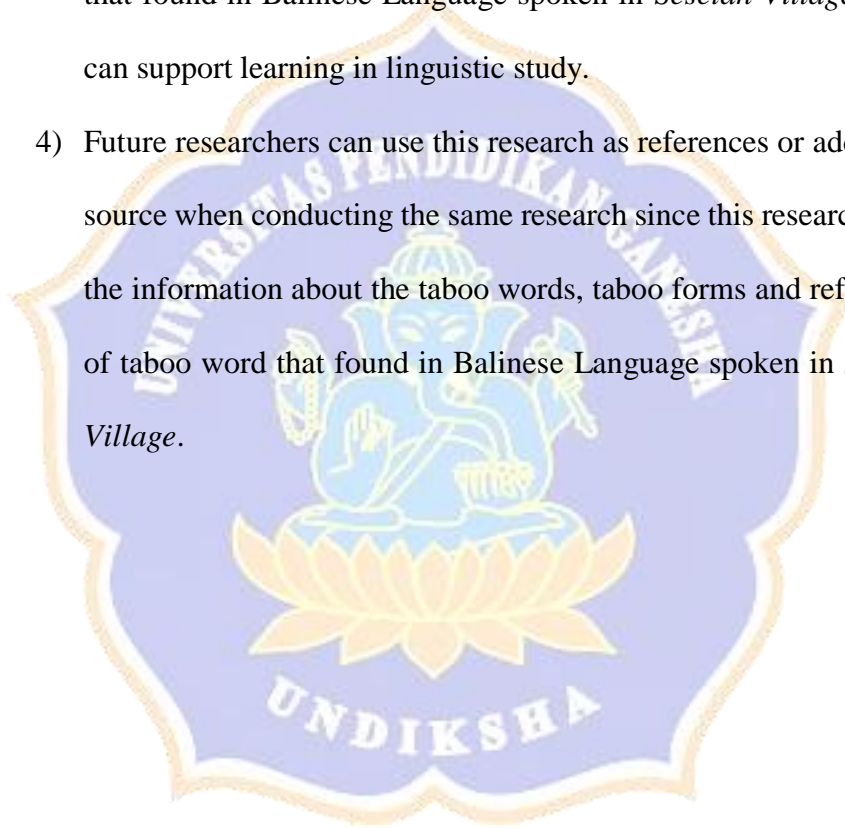 that found in Balinese Language spoken in Sesetan Village
can support learning in linguistic study.
4) Future researchers can use this research as references or ad
source when conducting the same research since this researc
the information about the taboo words, taboo forms and ref
of taboo word that found in Balinese Language spoken in
Village.
UNIVERSITAS PENDIDIKAN GANESHA
UNDIKSHA